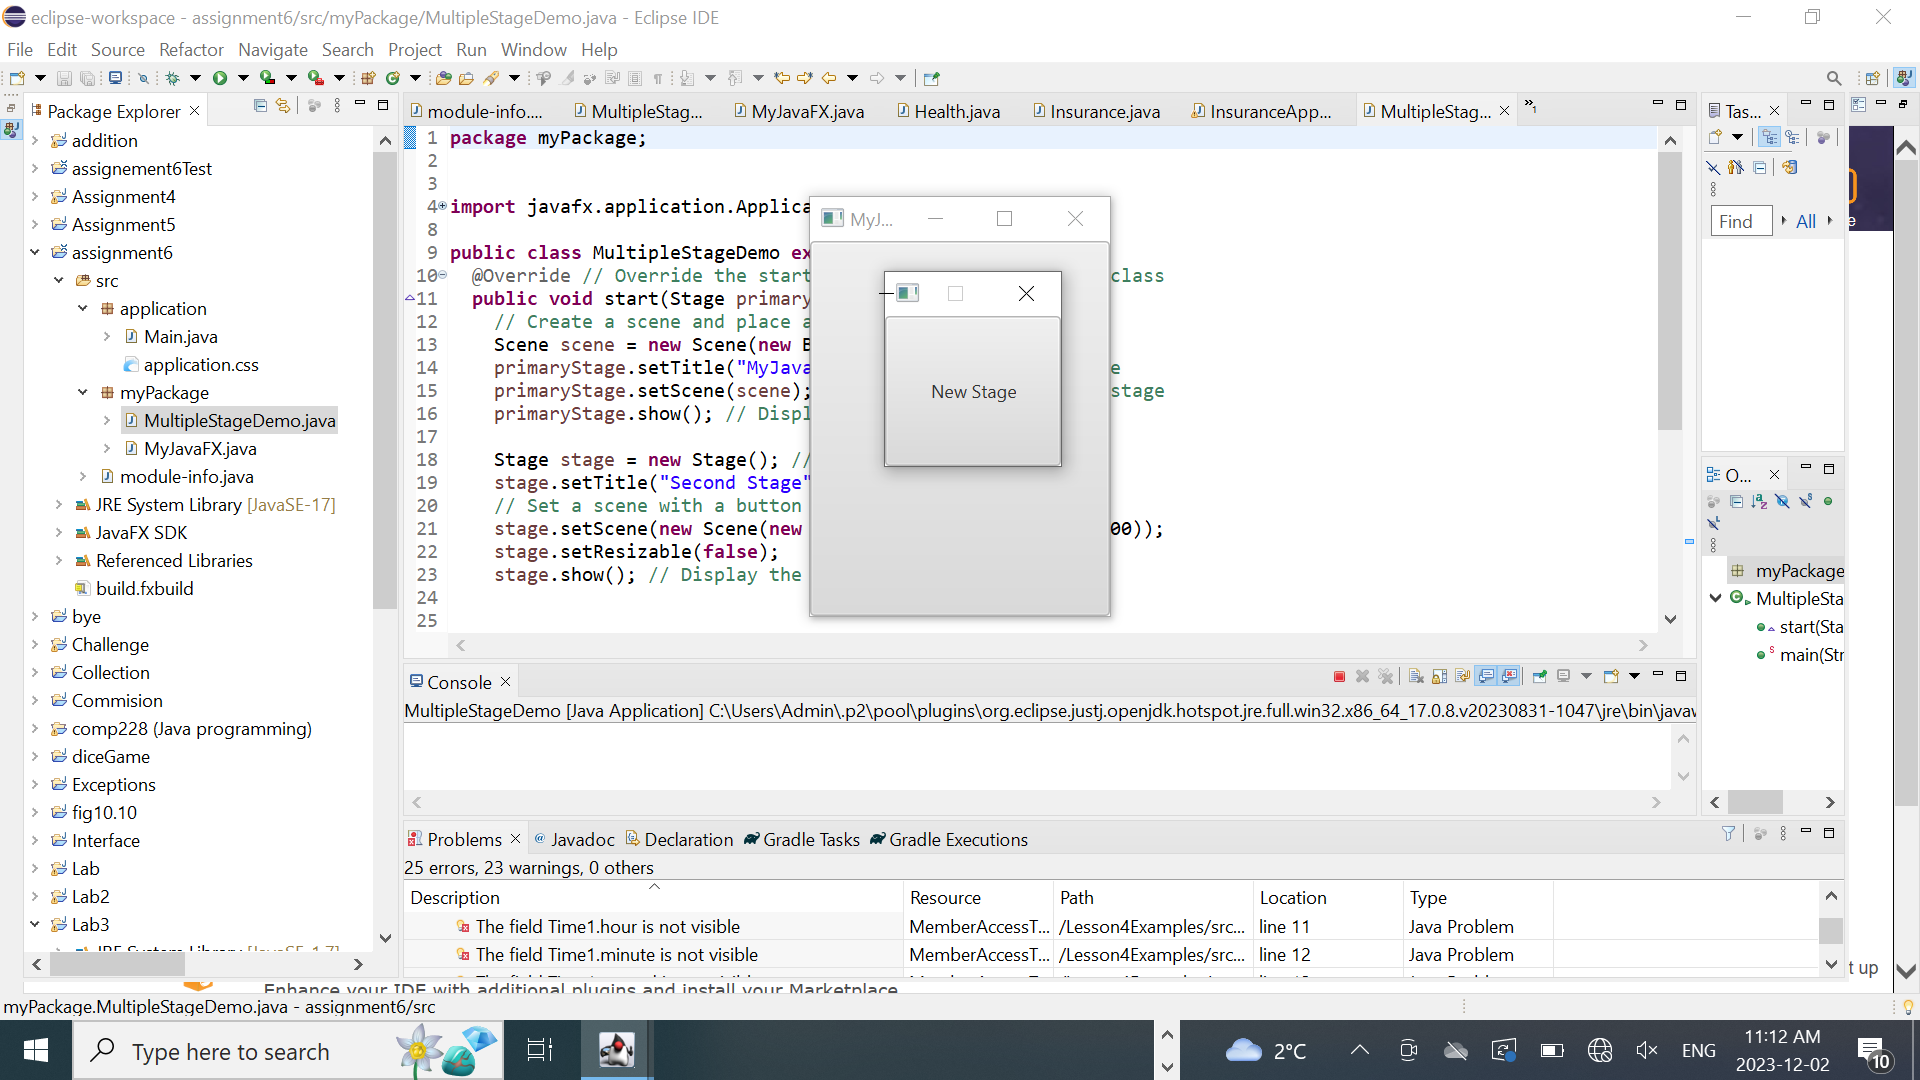 eclipse-workspace - assignment6/src/myPackage/MultipleStageDemo.java - Eclipse IDE
File Edit Source Refactor Navigate Search Project Run Window Help
Package Explorer
addition
assignement6Test
Assignment4
Assignment5
assignment6
src
application
Main.java
application.css
myPackage
MultipleStageDemo.java
MyJavaFX.java
module-info.java
JRE System Library [JavaSE-17]
JavaFX SDK
Referenced Libraries
build.fxbuild
bye
Challenge
Collection
Commision
comp228 (Java programming)
diceGame
Exceptions
fig10.10
Interface
Lab
Lab2
Lab3
module-info.... MultipleStag... MyJavaFX.java Health.java Insurance.java InsuranceApp... MultipleStag... »1
1 package myPackage;
2
3
4 import javafx.application.Applica
8
9 public class MultipleStageDemo ex
10 @Override // Override the start class
11 public void start(Stage primary
12 // Create a scene and place a
13 Scene scene = new Scene(new B
14 primaryStage.setTitle("MyJava e
15 primaryStage.setScene(scene); stage
16 primaryStage.show(); // Displ
17
18 Stage stage = new Stage(); //
19 stage.setTitle("Second Stage"
20 // Set a scene with a button
21 stage.setScene(new Scene(new 00));
22 stage.setResizable(false);
23 stage.show(); // Display the
24
25
MyJ...
New Stage
Tas...
Find All
e
O...
myPackage
MultipleSta
start(Sta
main(Str
Console
MultipleStageDemo [Java Application] C:\Users\Admin\.p2\pool\plugins\org.eclipse.justj.openjdk.hotspot.jre.full.win32.x86_64_17.0.8.v20230831-1047\jre\bin\javaw
Problems Javadoc Declaration Gradle Tasks Gradle Executions
25 errors, 23 warnings, 0 others
Description Resource Path Location Type
The field Time1.hour is not visible MemberAccessT... /Lesson4Examples/src... line 11 Java Problem
The field Time1.minute is not visible MemberAccessT... /Lesson4Examples/src... line 12 Java Problem
t up
Enhance your IDE with additional plugins and install your Marketplace
myPackage.MultipleStageDemo.java - assignment6/src
Type here to search
2°C
ENG
11:12 AM
2023-12-02
10